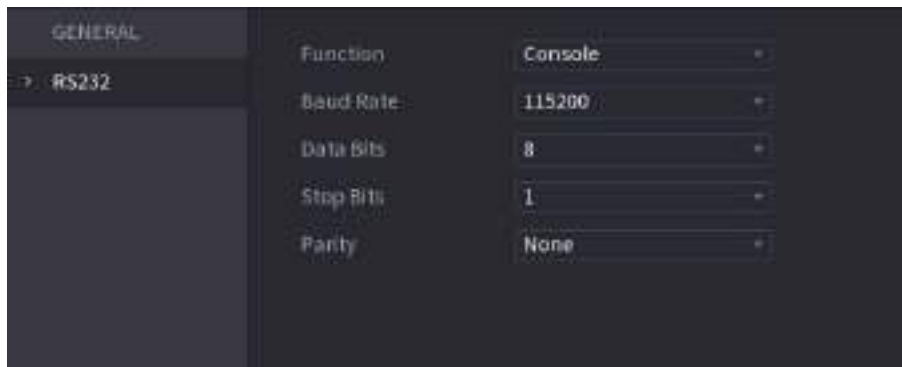 GENERAL
> RS232
Function Console
Baud Rate 115200
Data Bits 8
Stop Bits 1
Parity None